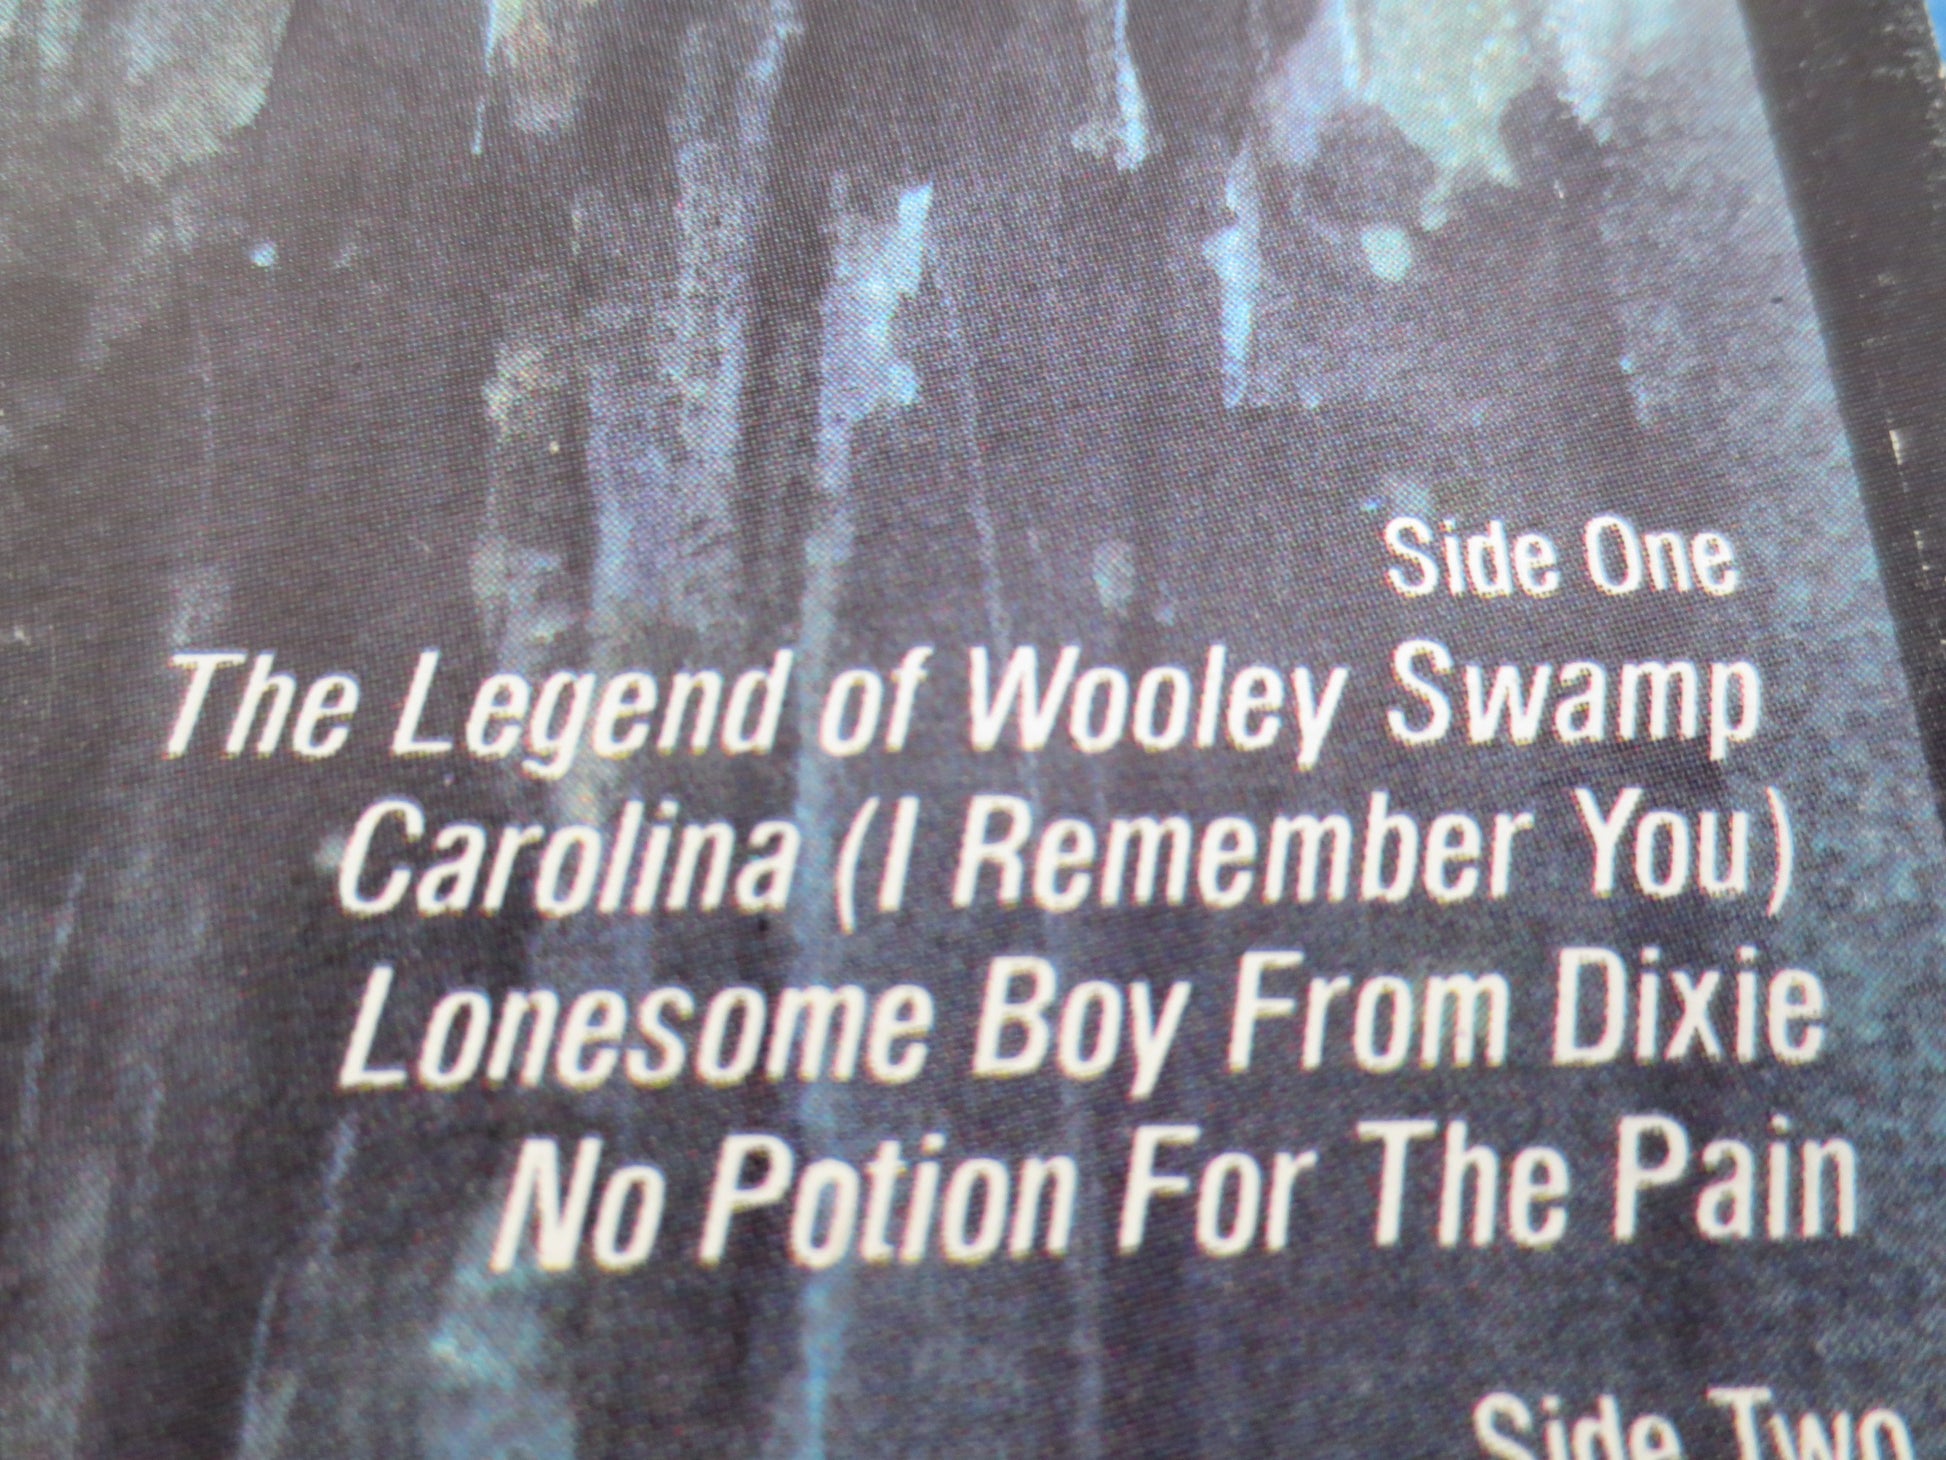 Side One
The Legend of Wooley Swamp
Carolina (I Remember You)
Lonesome Boy From Dixie
No Potion For The Pain
Side Two